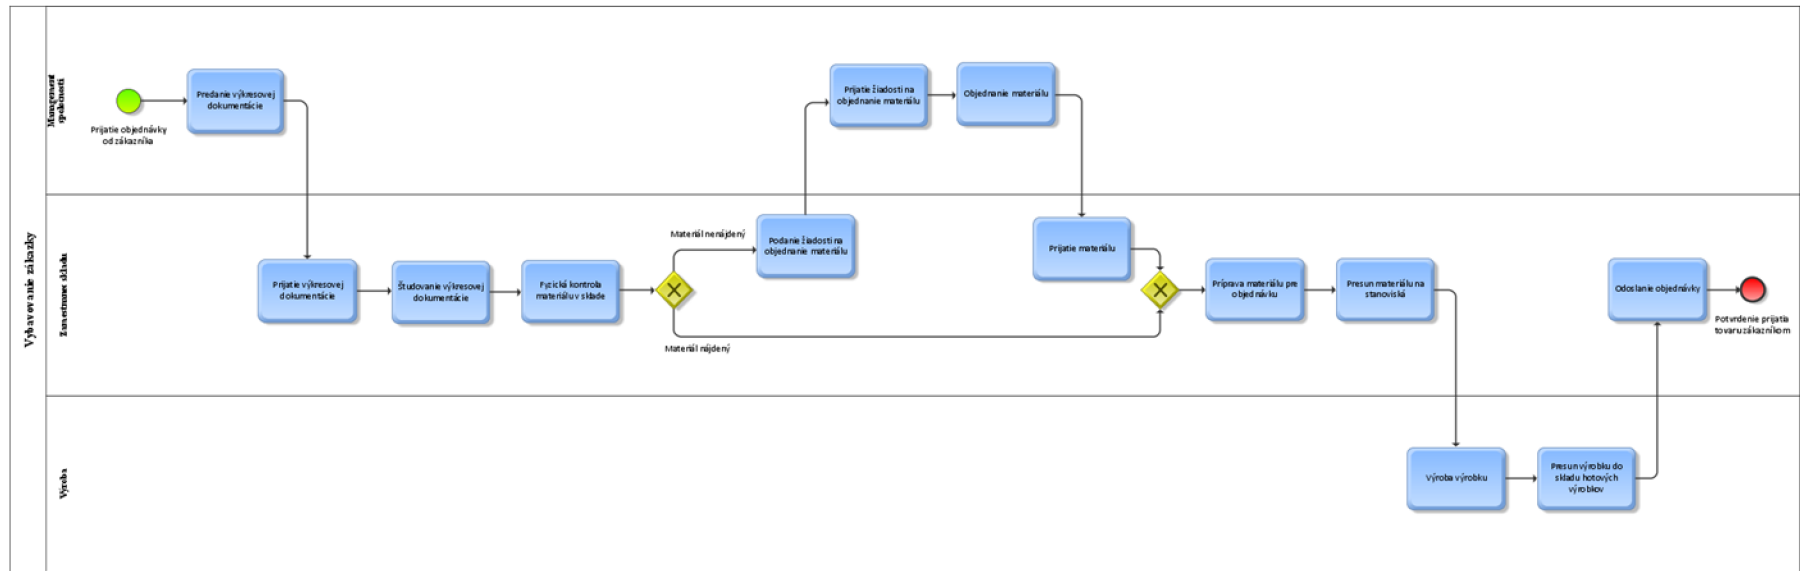 Vybavovanie zákazky
Management
spoločnosti
Prijatie objednávky
od zákazníka
Predanie výkresovej
dokumentácie
Prijatie žiadosti na
objednanie materiálu
Objednanie materiálu
Zamestnanec skladu
Prijatie výkresovej
dokumentácie
Študovanie výkresovej
dokumentácie
Fyzická kontrola
materiálu v sklade
Materiál nenájdený
Materiál nájdený
Podanie žiadosti na
objednanie materiálu
Prijatie materiálu
Príprava materiálu pre
objednávku
Presun materiálu na
stanoviská
Odoslanie objednávky
Potvrdenie prijatia
tovaru zákazníkom
Výroba
Výroba výrobku
Presun výrobku do
skladu hotových
výrobkov